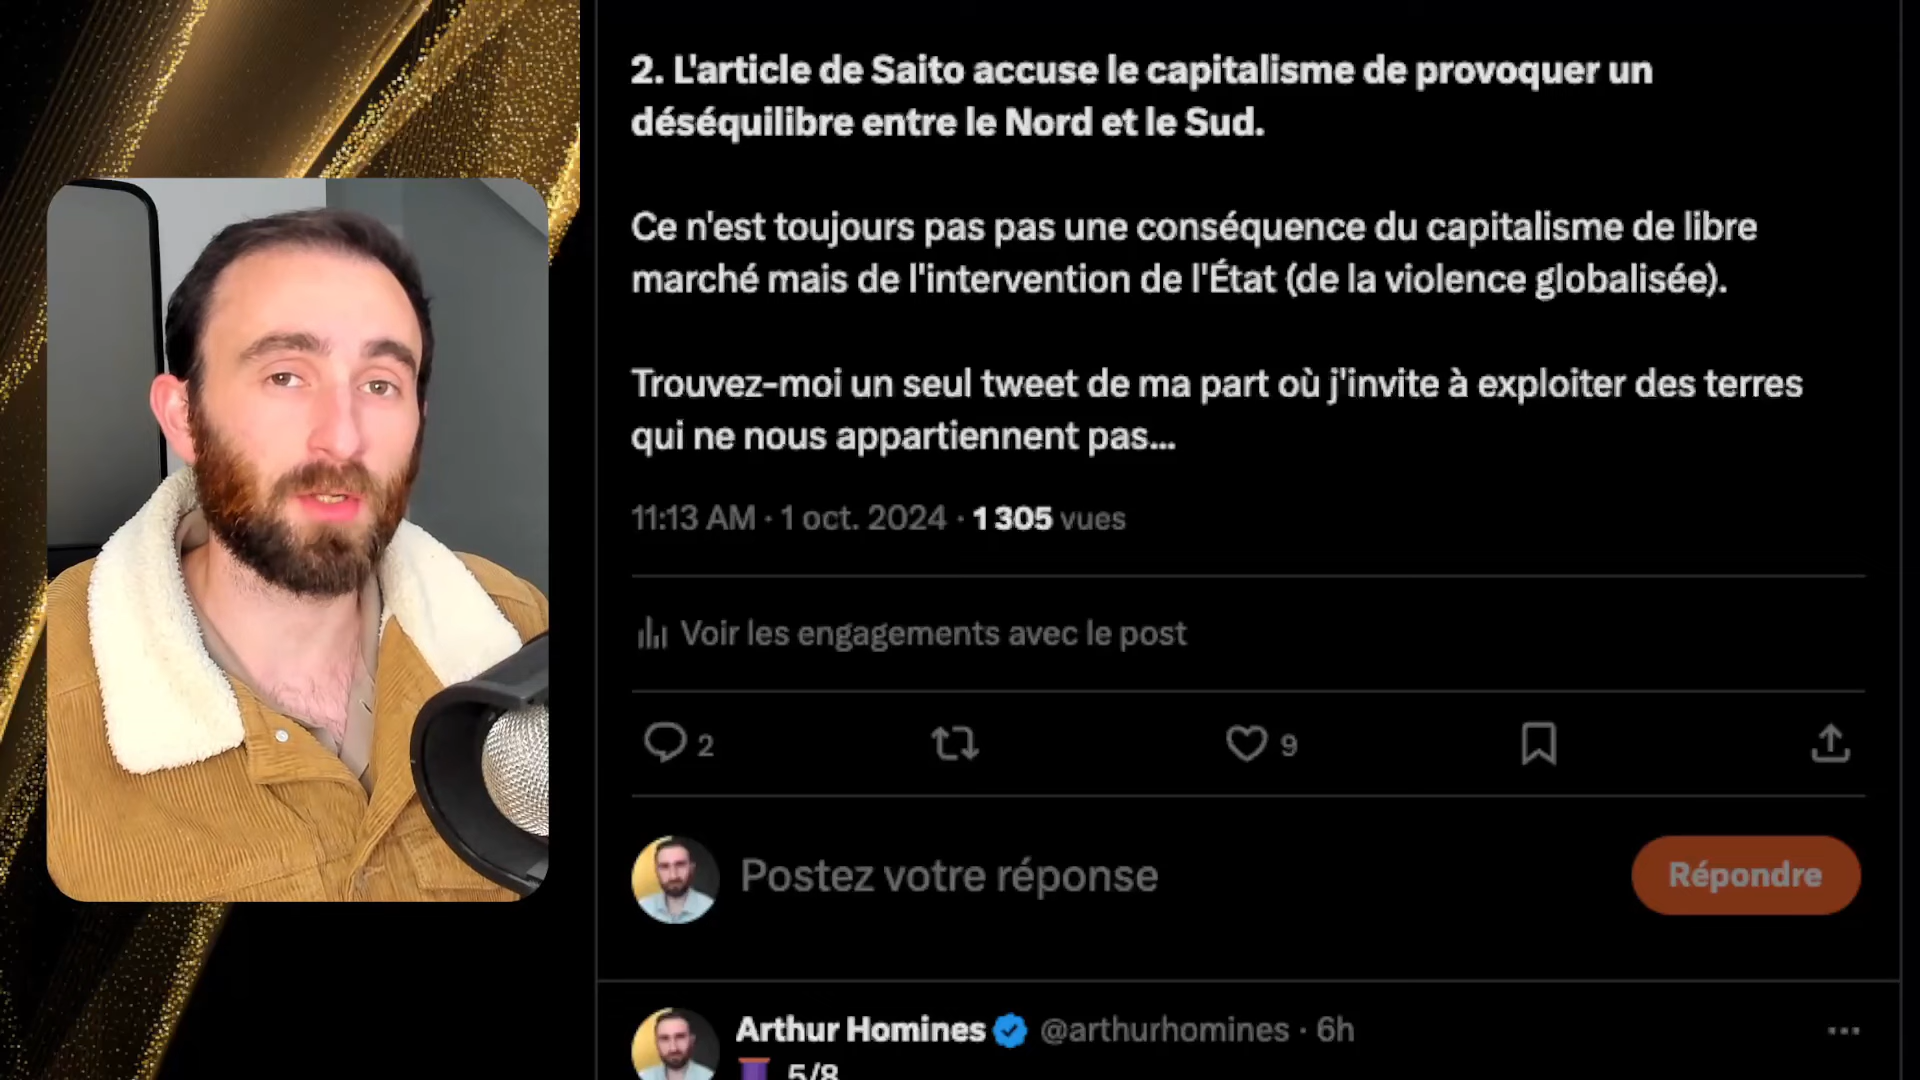 2. L'article de Saito accuse le capitalisme de provoquer un
déséquilibre entre le Nord et le Sud.
Ce n'est toujours pas pas une conséquence du capitalisme de libre
marché mais de l'intervention de l'État (de la violence globalisée).
Trouvez-moi un seul tweet de ma part où j'invite à exploiter des terres
qui ne nous appartiennent pas...
11:13 AM · 1 oct. 2024 · 1 305 vues
Voir les engagements avec le post
2
9
Postez votre réponse
Répondre
Arthur Homines @arthurhomines · 6h
5/8